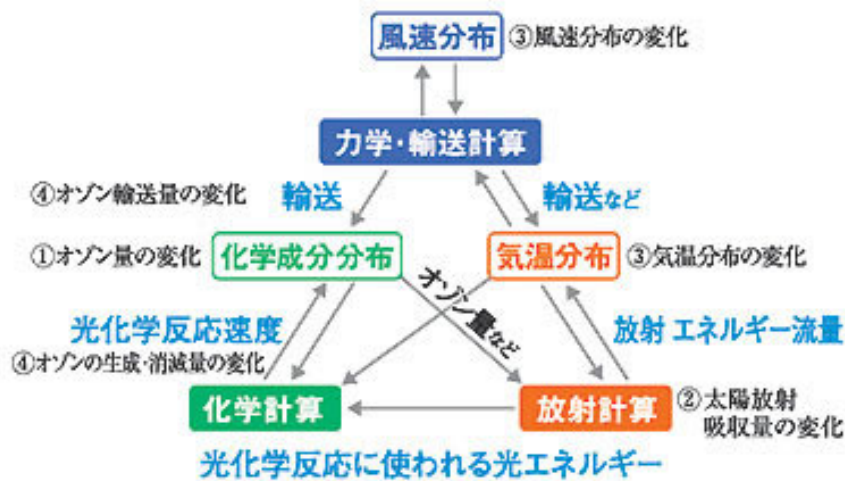 風速分布 ③風速分布の変化
力学・輸送計算
④オゾン輸送量の変化 輸送 輸送など
①オゾン量の変化 化学成分分布 気温分布 ③気温分布の変化
オゾン量など
光化学反応速度 放射 エネルギー流量
④オゾンの生成・消滅量の変化
化学計算 放射計算 ②太陽放射
吸収量の変化
光化学反応に使われる光エネルギー